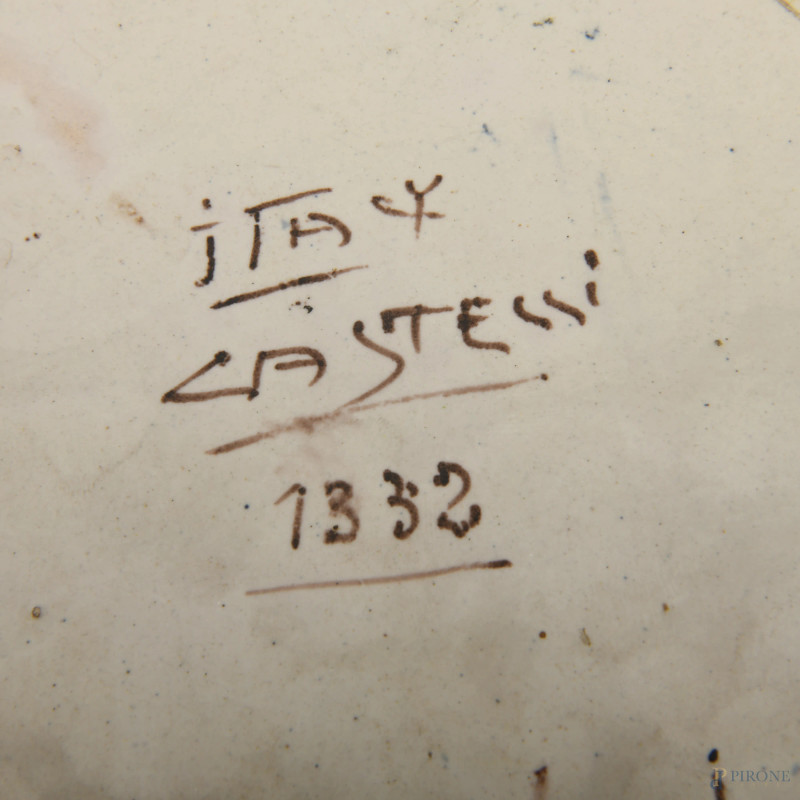 iTALY
CASTELLi
1332
PIRONE